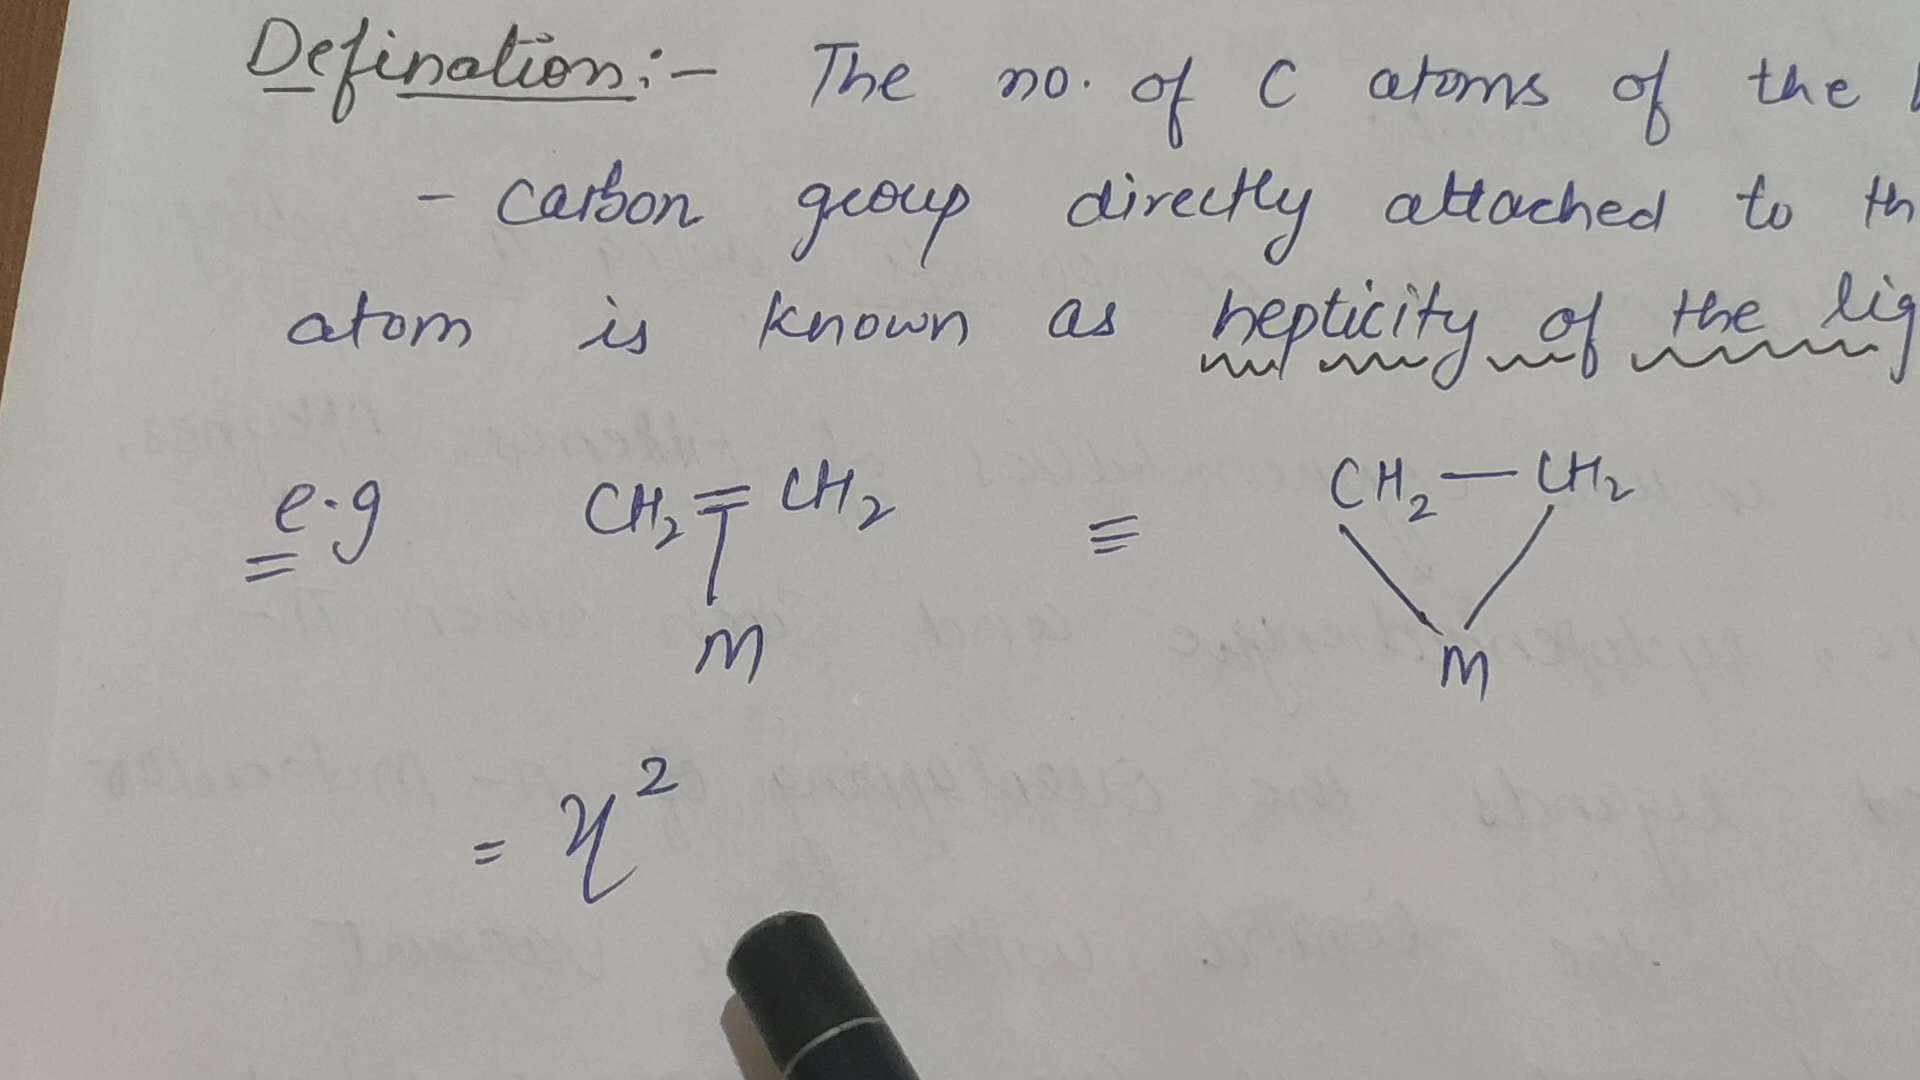 Defination:- The no. of C atoms of the
- carbon group directly attached to th
atom is known as hepticity of the lig
e.g CH₂=CH₂ ≡ CH₂—CH₂
M M
= η²